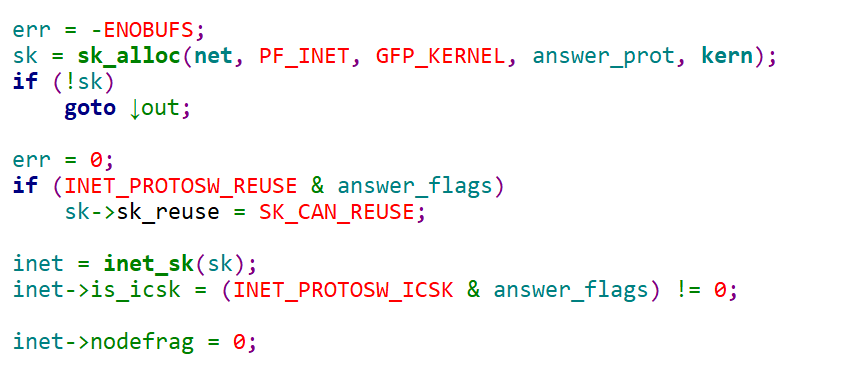 err = -ENOBUFS;
sk = sk_alloc(net, PF_INET, GFP_KERNEL, answer_prot, kern);
if (!sk)
    goto ↓out;

err = 0;
if (INET_PROTOSW_REUSE & answer_flags)
    sk->sk_reuse = SK_CAN_REUSE;

inet = inet_sk(sk);
inet->is_icsk = (INET_PROTOSW_ICSK & answer_flags) != 0;

inet->nodefrag = 0;